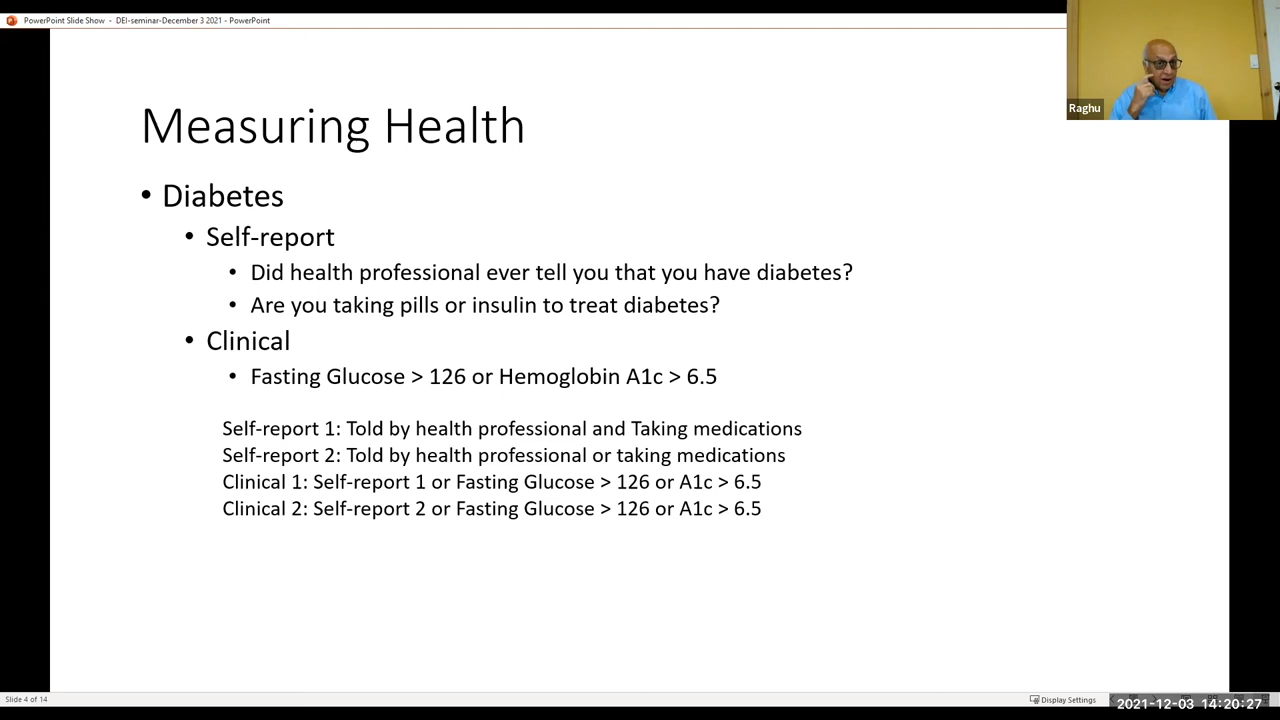 PowerPoint Slide Show - DEI-seminar-December 3 2021 - PowerPoint
Raghu
Measuring Health
• Diabetes
• Self-report
• Did health professional ever tell you that you have diabetes?
• Are you taking pills or insulin to treat diabetes?
• Clinical
• Fasting Glucose > 126 or Hemoglobin A1c > 6.5
Self-report 1: Told by health professional and Taking medications
Self-report 2: Told by health professional or taking medications
Clinical 1: Self-report 1 or Fasting Glucose > 126 or A1c > 6.5
Clinical 2: Self-report 2 or Fasting Glucose > 126 or A1c > 6.5
Slide 4 of 14
Display Settings
2021-12-03 14:20:27